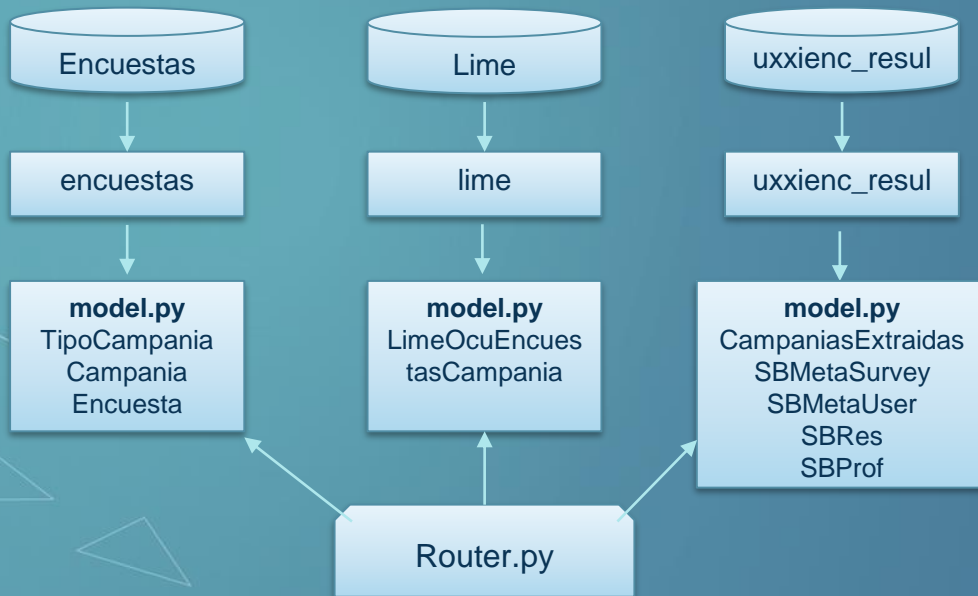 Encuestas
Lime
uxxienc_resul
encuestas
lime
uxxienc_resul
model.py
TipoCampania
Campania
Encuesta
model.py
LimeOcuEncues
tasCampania
model.py
CampaniasExtraidas
SBMetaSurvey
SBMetaUser
SBRes
SBProf
Router.py